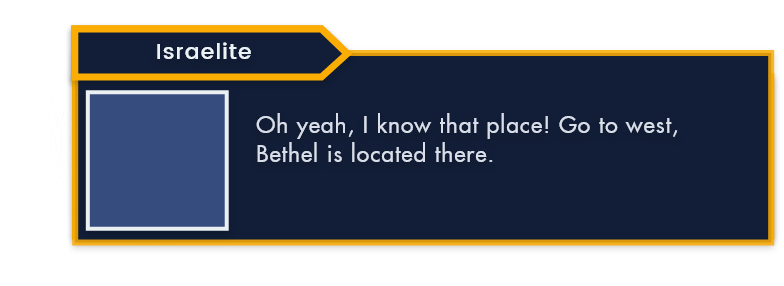 Israelite
Oh yeah, I know that place! Go to west,
Bethel is located there.